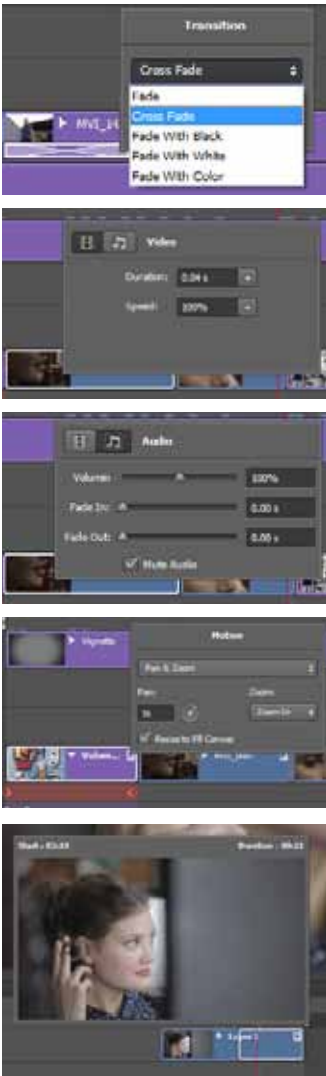 Transition
Cross Fade
Fade
Cross Fade
Fade With Black
Fade With White
Fade With Color
Video
Duration: 0.04 s
Speed: 100%
Audio
Volume: 100%
Fade In: 0.00 s
Fade Out: 0.00 s
Mute Audio
Vignette
Motion
Pan & Zoom
Pan: Zoom:
Zoom In
Resize to Fill Canvas
Start : Duration :